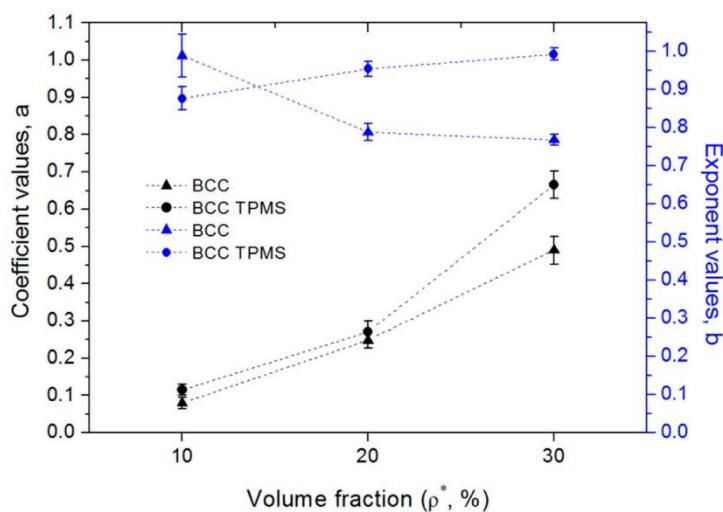 1.1
1.0
0.9
0.8
0.7
0.6
0.5
0.4
0.3
0.2
0.1
0.0
Coefficient values, a
BCC
BCC TPMS
BCC
BCC TPMS
1.0
0.9
0.8
0.7
0.6
0.5
0.4
0.3
0.2
0.1
0.0
Exponent values, b
10 20 30
Volume fraction (ρ*, %)